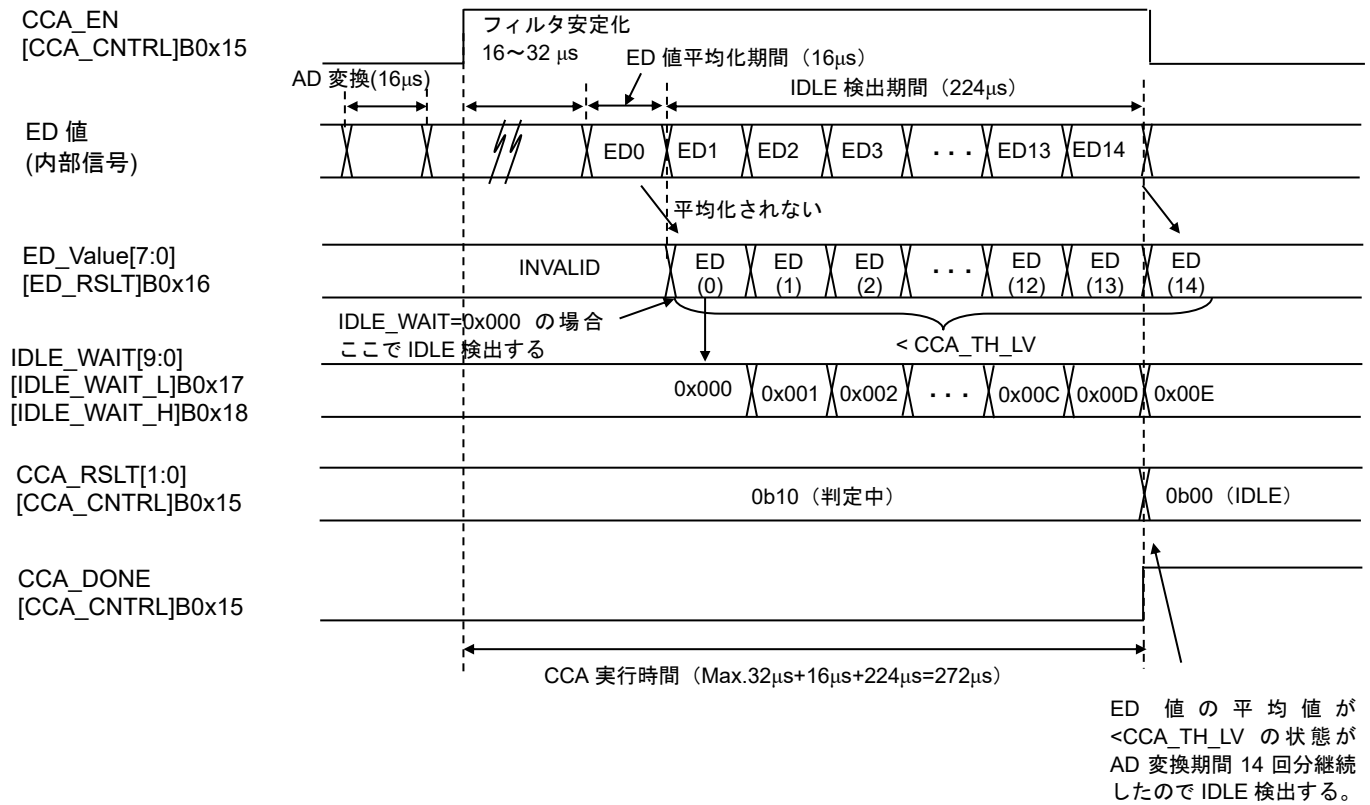 CCA_EN
[CCA_CNTRL]B0x15
フィルタ安定化
16～32 μs
ED 値平均化期間（16μs）
AD 変換(16μs)
IDLE 検出期間（224μs）
ED 値
(内部信号)
ED0 ED1 ED2 ED3 ・・・ ED13 ED14
平均化されない
ED_Value[7:0]
[ED_RSLT]B0x16
INVALID
ED ED ED ・・・ ED ED ED
(0) (1) (2) (12) (13) (14)
IDLE_WAIT=0x000 の場合
ここで IDLE 検出する
< CCA_TH_LV
IDLE_WAIT[9:0]
[IDLE_WAIT_L]B0x17
[IDLE_WAIT_H]B0x18
0x000 0x001 0x002 ・・・ 0x00C 0x00D 0x00E
CCA_RSLT[1:0]
[CCA_CNTRL]B0x15
0b10（判定中） 0b00（IDLE）
CCA_DONE
[CCA_CNTRL]B0x15
CCA 実行時間（Max.32μs+16μs+224μs=272μs）
ED 値の平均値が
<CCA_TH_LV の状態が
AD 変換期間 14 回分継続
したので IDLE 検出する。